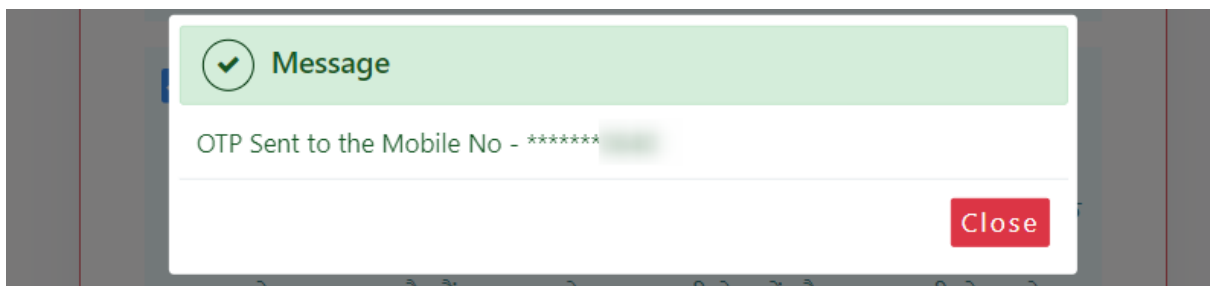 Message
OTP Sent to the Mobile No - *******
Close